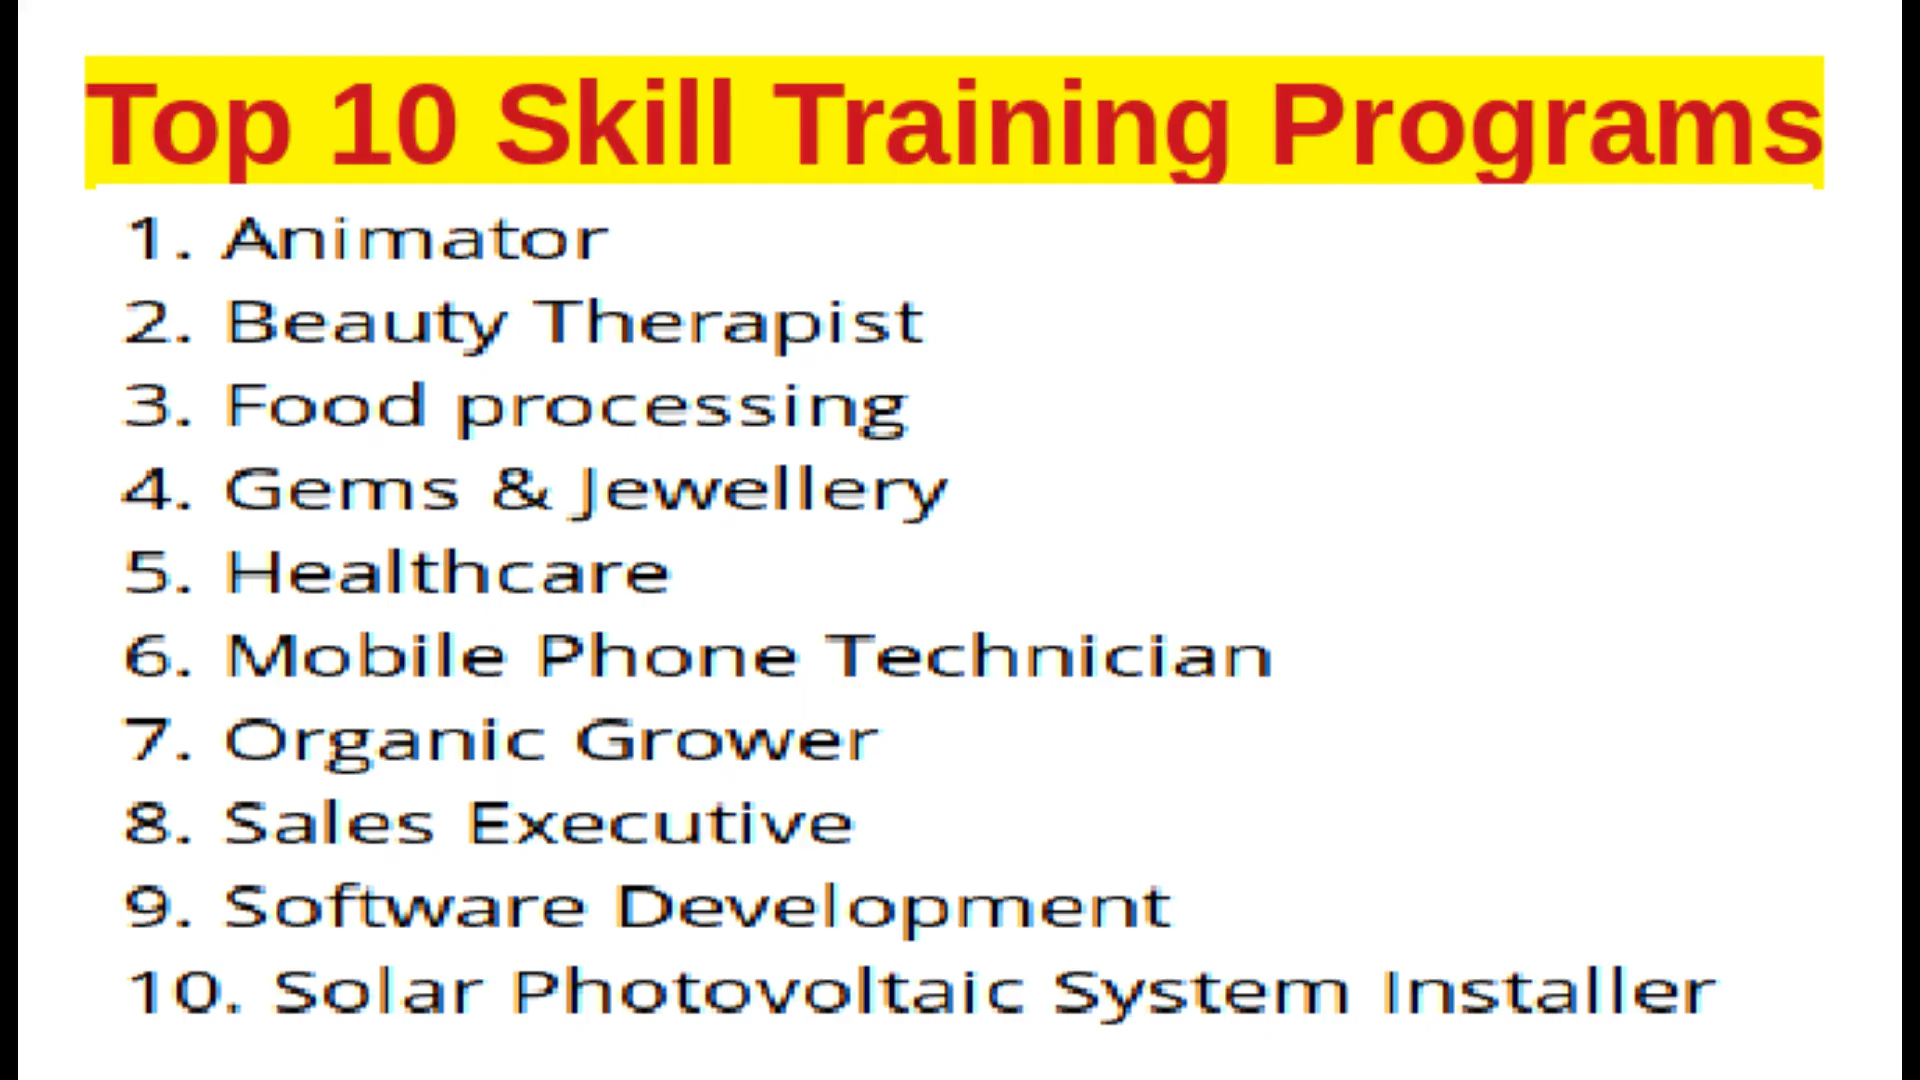 Top 10 Skill Training Programs
1. Animator
2. Beauty Therapist
3. Food processing
4. Gems & Jewellery
5. Healthcare
6. Mobile Phone Technician
7. Organic Grower
8. Sales Executive
9. Software Development
10. Solar Photovoltaic System Installer